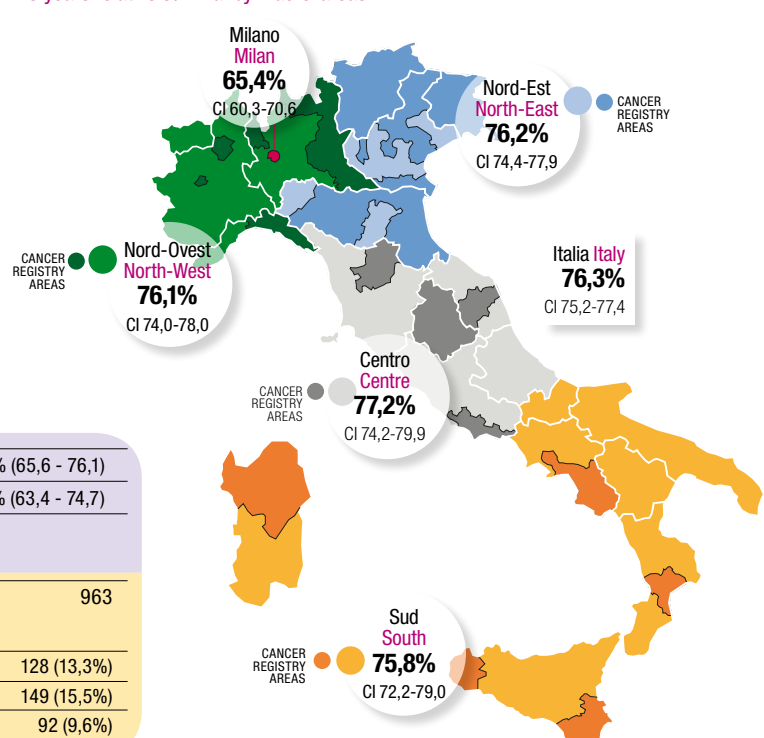 Milano
Milan
65,4%
CI 60,3-70,6
Nord-Est
North-East
76,2%
CI 74,4-77,9
CANCER
REGISTRY
AREAS
CANCER
REGISTRY
AREAS
Nord-Ovest
North-West
76,1%
CI 74,0-78,0
Italia Italy
76,3%
CI 75,2-77,4
CANCER
REGISTRY
AREAS
Centro
Centre
77,2%
CI 74,2-79,9
% (65,6 - 76,1)
% (63,4 - 74,7)
963
128 (13,3%)
149 (15,5%)
92 (9,6%)
CANCER
REGISTRY
AREAS
Sud
South
75,8%
CI 72,2-79,0